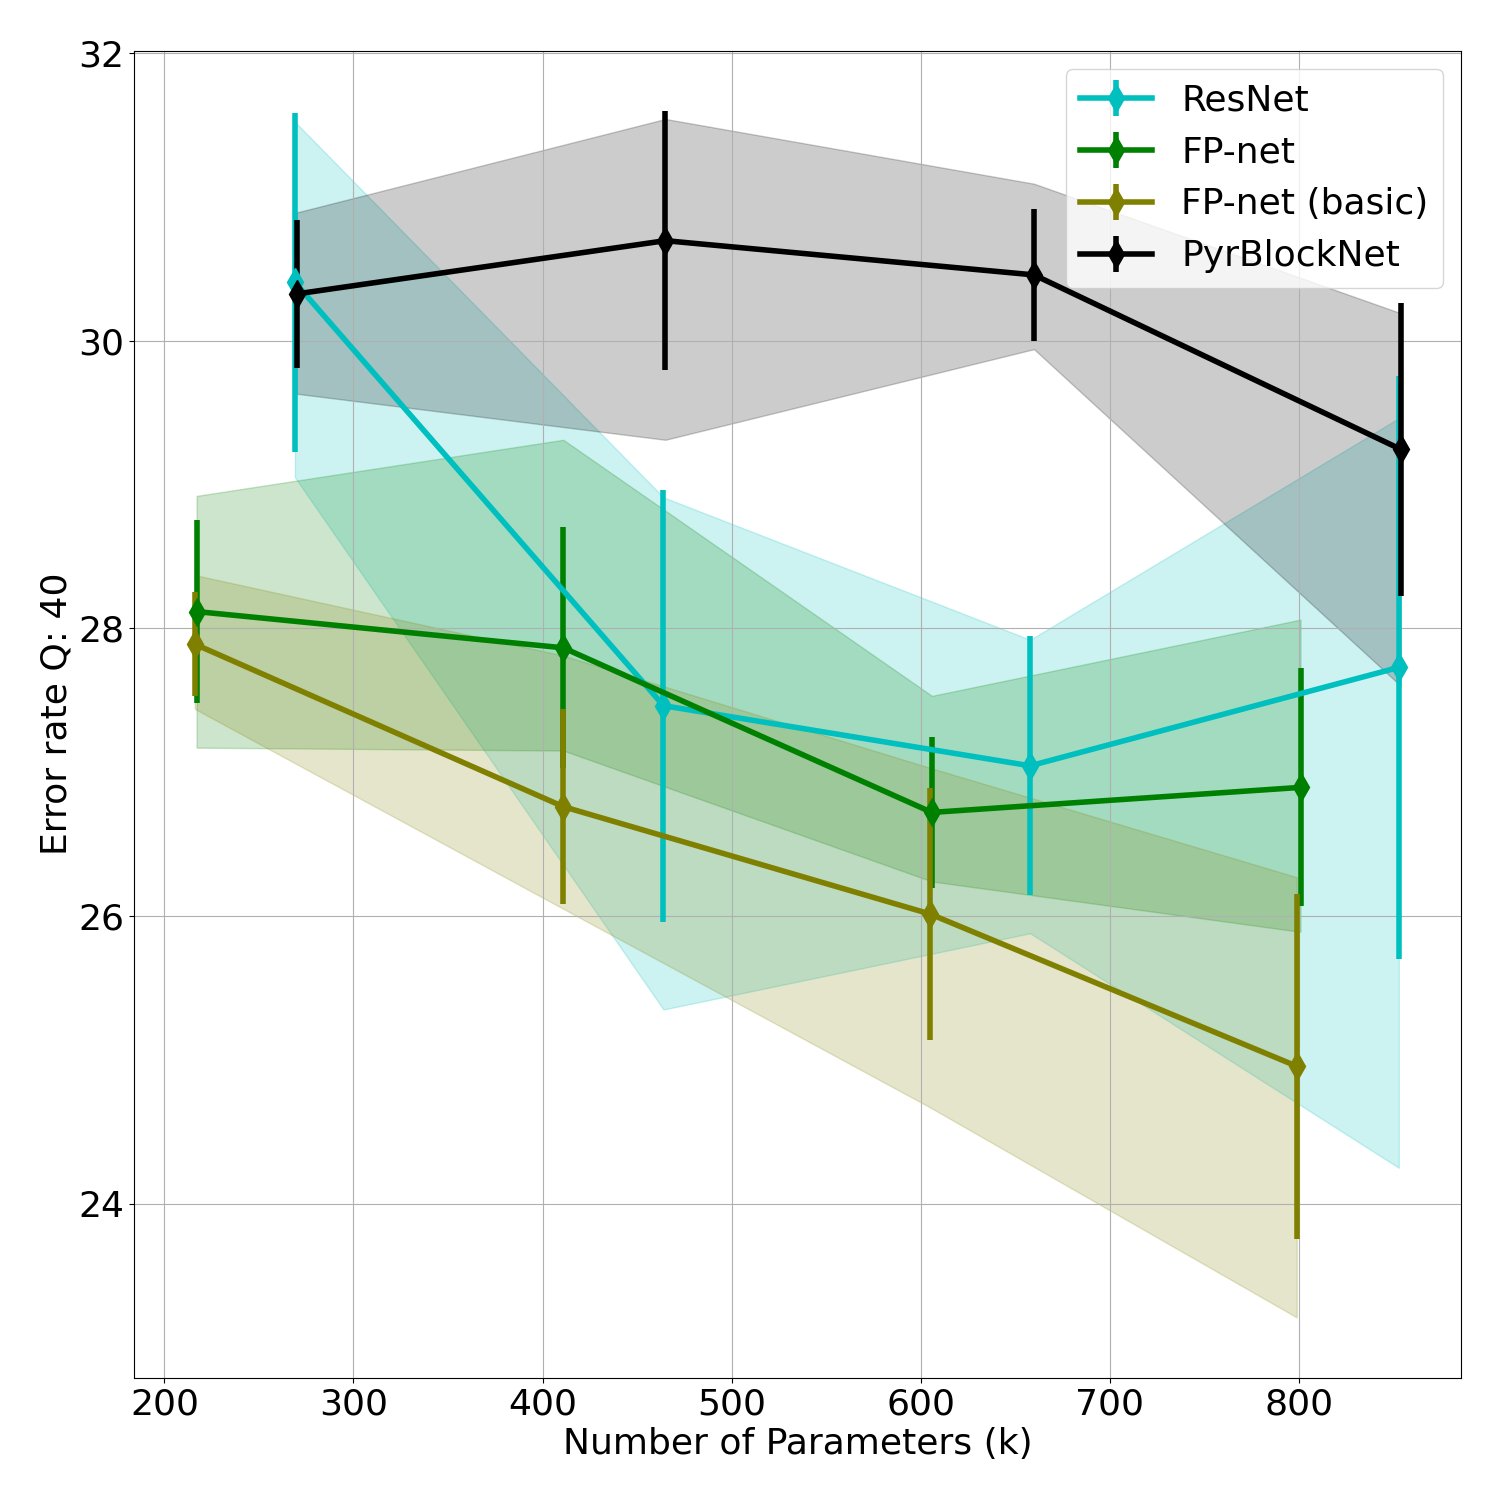 32
30
28
26
24
Error rate Q: 40
ResNet
FP-net
FP-net (basic)
PyrBlockNet
200 300 400 500 600 700 800
Number of Parameters (k)